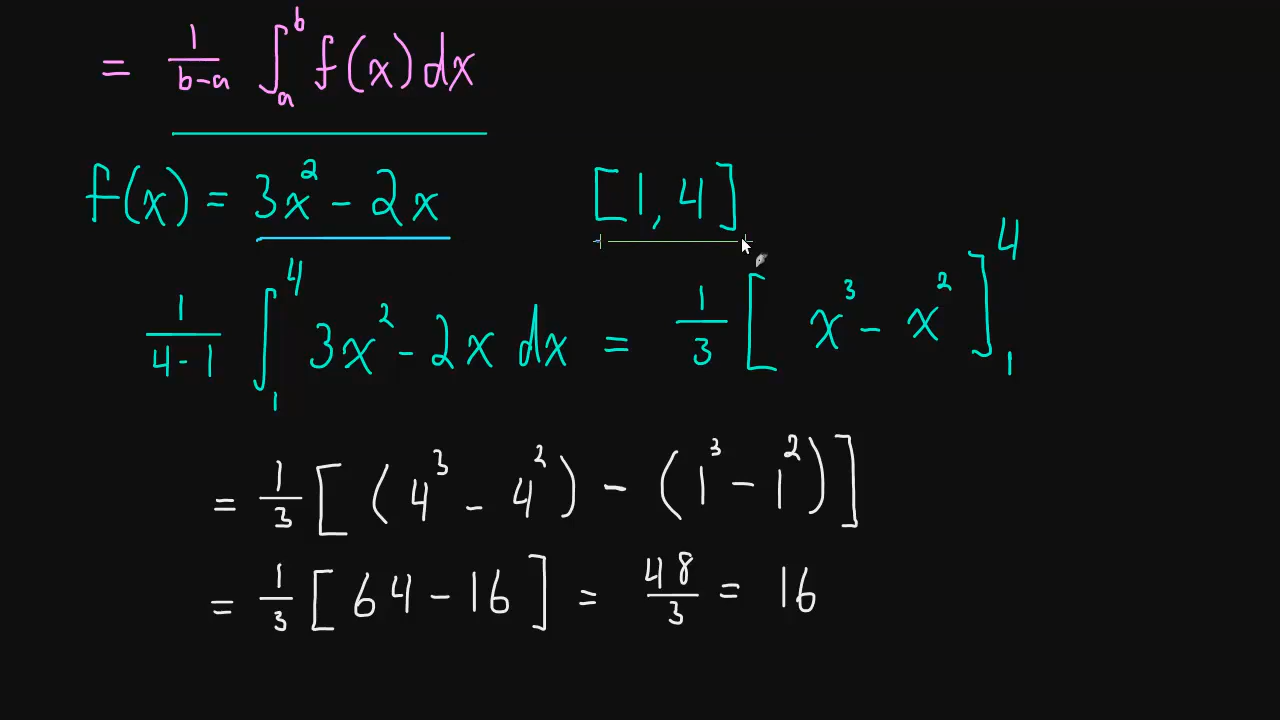 = 1/(b-a) ∫_a^b f(x) dx
f(x) = 3x² - 2x [1, 4]
1/(4-1) ∫_1^4 3x² - 2x dx = 1/3 [ x³ - x² ]_1^4
= 1/3 [ (4³ - 4²) - (1³ - 1²) ]
= 1/3 [ 64 - 16 ] = 48/3 = 16